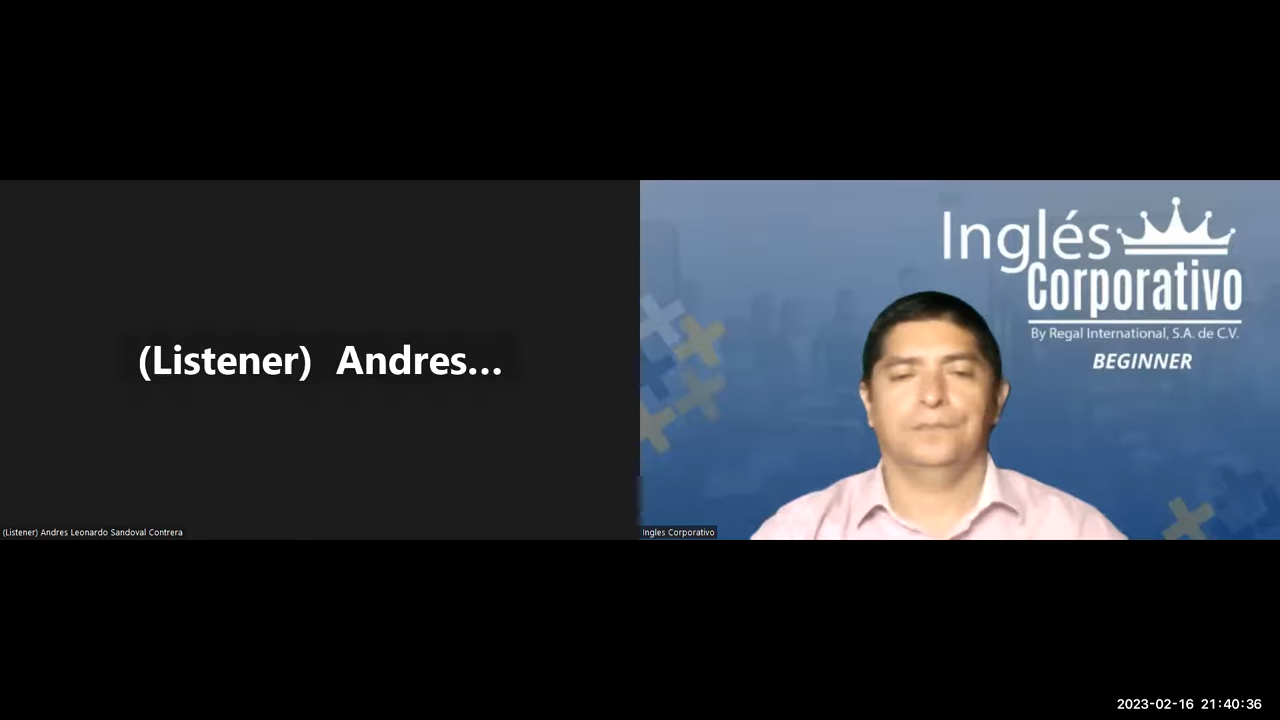 (Listener) Andres...
(Listener) Andres Leonardo Sandoval Contrera
Inglés
Corporativo
By Regal International, S.A. de C.V.
BEGINNER
Ingles Corporativo
2023-02-16 21:40:36